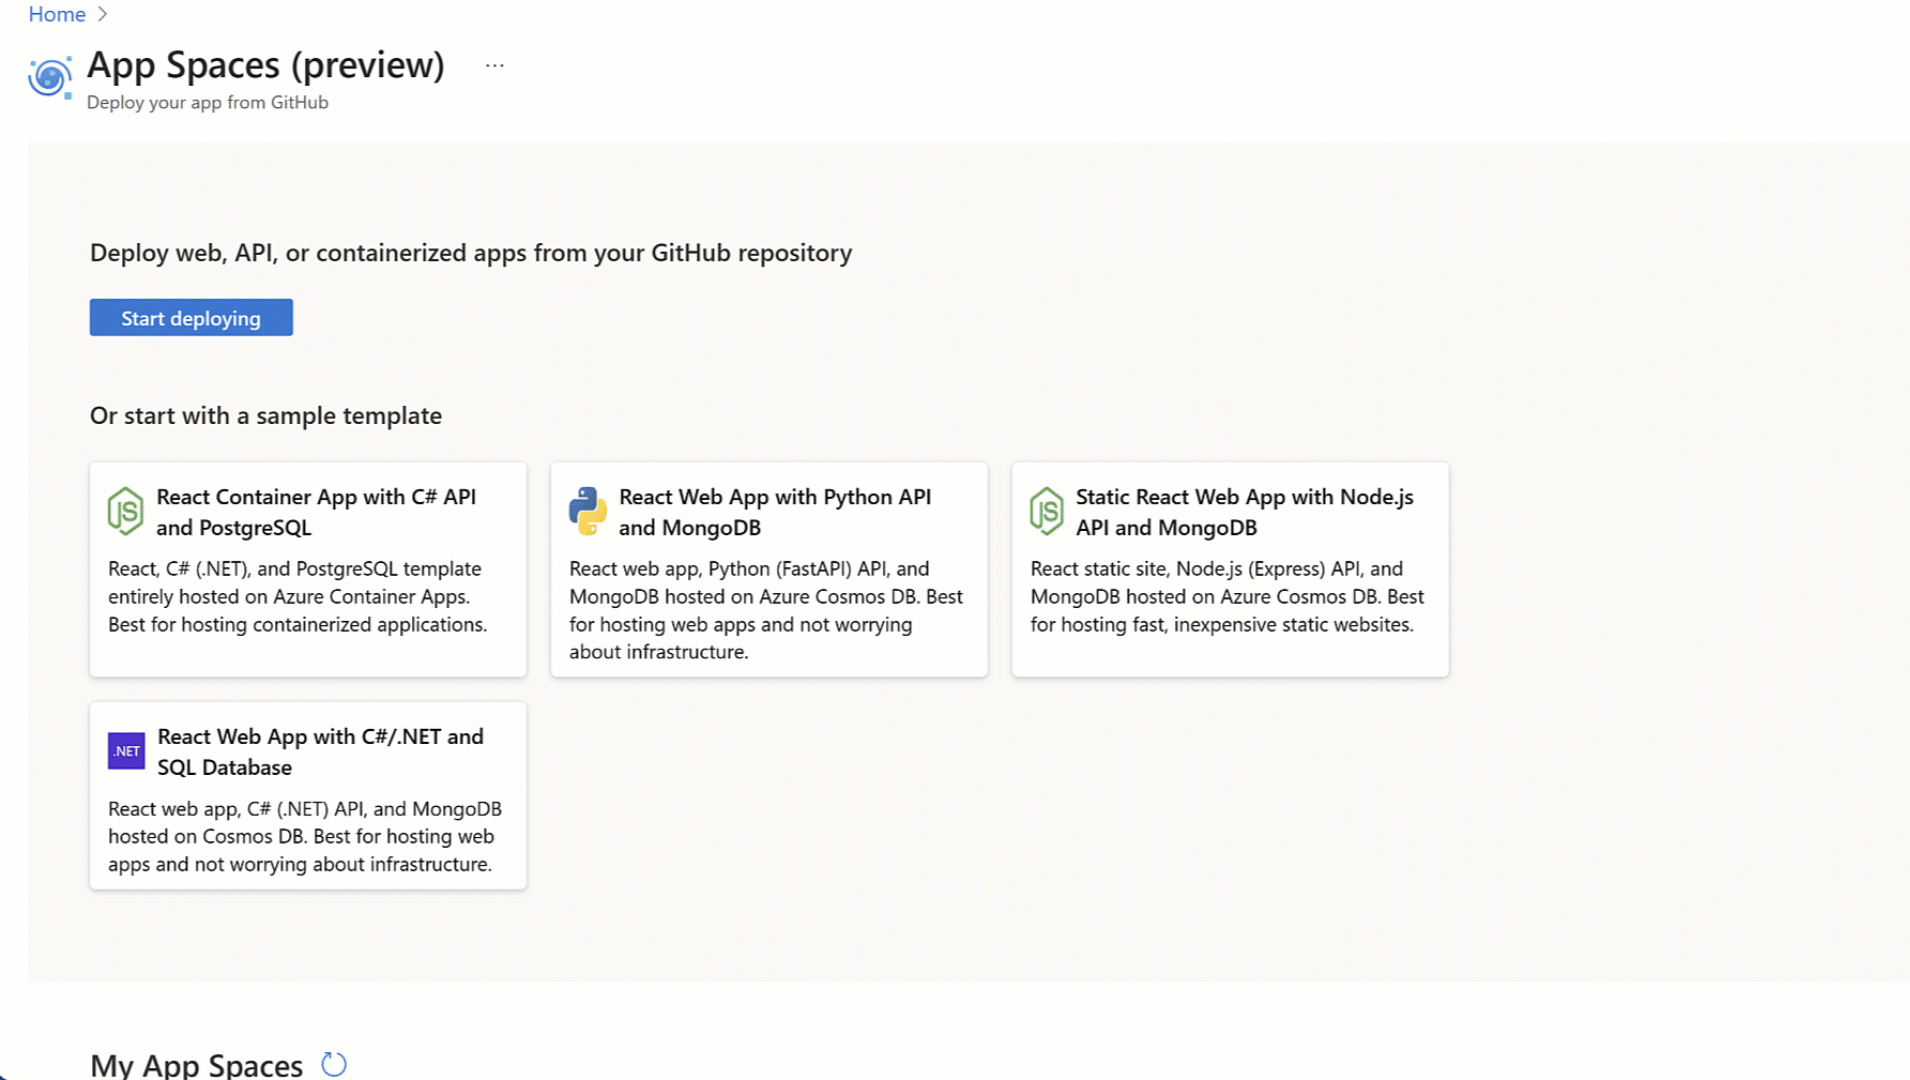 Home
App Spaces (preview)
...
Deploy your app from GitHub
Deploy web, API, or containerized apps from your GitHub repository
Start deploying
Or start with a sample template
JS
React Container App with C# API
and PostgreSQL
React, C# (.NET), and PostgreSQL template
entirely hosted on Azure Container Apps.
Best for hosting containerized applications.
React Web App with Python API
and MongoDB
React web app, Python (FastAPI) API, and
MongoDB hosted on Azure Cosmos DB. Best
for hosting web apps and not worrying
about infrastructure.
JS
Static React Web App with Node.js
API and MongoDB
React static site, Node.js (Express) API, and
MongoDB hosted on Azure Cosmos DB. Best
for hosting fast, inexpensive static websites.
.NET
React Web App with C#/.NET and
SQL Database
React web app, C# (.NET) API, and MongoDB
hosted on Cosmos DB. Best for hosting web
apps and not worrying about infrastructure.
My App Spaces